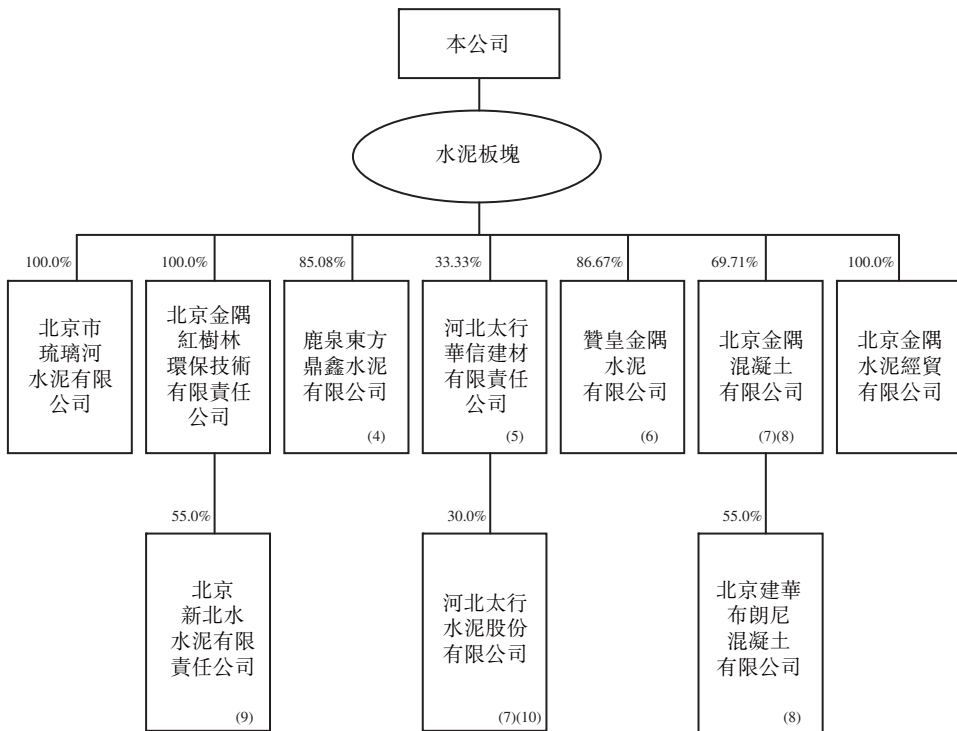 本公司
水泥板塊
100.0%
100.0%
85.08%
33.33%
86.67%
69.71%
100.0%
北京市
琉璃河
水泥有限
公司
北京金隅
紅樹林
環保技術
有限責任
公司
鹿泉東方
鼎鑫水泥
有限公司
(4)
河北太行
華信建材
有限責任
公司
(5)
贊皇金隅
水泥
有限公司
(6)
北京金隅
混凝土
有限公司
(7)(8)
北京金隅
水泥經貿
有限公司
55.0%
30.0%
55.0%
北京
新北水
水泥有限
責任公司
(9)
河北太行
水泥股份
有限公司
(7)(10)
北京建華
布朗尼
混凝土
有限公司
(8)